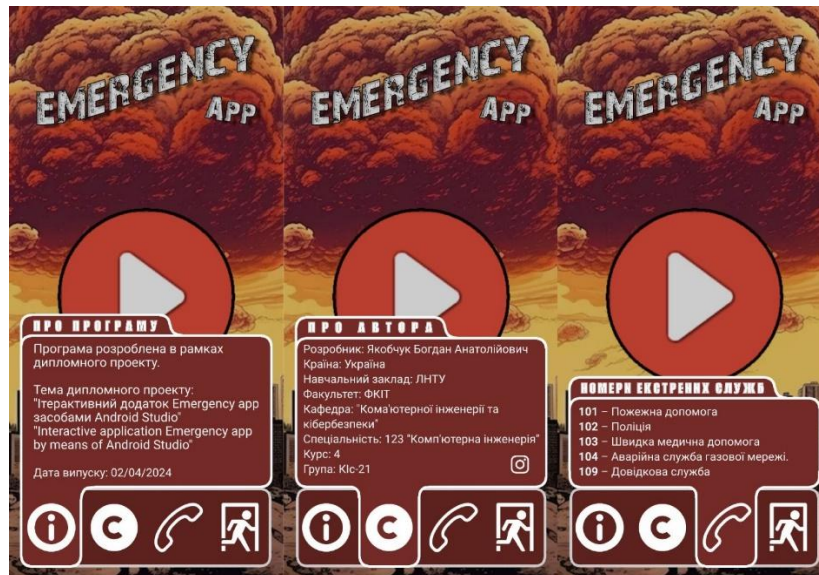 EMERGENCY
APP
ПРО ПРОГРАМУ
Програма розроблена в рамках
дипломного проекту.
Тема дипломного проекту:
"Ітерактивний додаток Emergency app
засобами Android Studio"
"Interactive application Emergency app
by means of Android Studio"
Дата випуску: 02/04/2024
EMERGENCY
APP
ПРО АВТОРА
Розробник: Якобчук Богдан Анатолійович
Країна: Україна
Навчальний заклад: ЛНТУ
Факультет: ФКІТ
Кафедра: "Кома'ютерної інженерії та
кібербезпеки"
Спеціальність: 123 "Комп'ютерна інженерія"
Курс: 4
Група: КІс-21
EMERGENCY
APP
НОМЕРИ ЕКСТРЕННИХ СЛУЖБ
101 – Пожежна допомога
102 – Поліція
103 – Швидка медична допомога
104 – Аварійна служба газової мережі.
109 – Довідкова служба